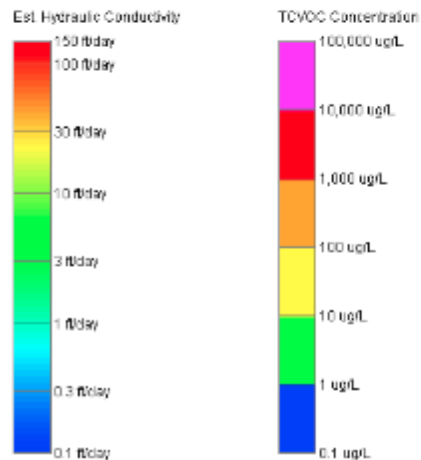 Est. Hydraulic Conductivity
150 ft/day
100 ft/day
30 ft/day
10 ft/day
3 ft/day
1 ft/day
0.3 ft/day
0.1 ft/day
TCVOC Concentration
100,000 ug/L
10,000 ug/L
1,000 ug/L
100 ug/L
10 ug/L
1 ug/L
0.1 ug/L